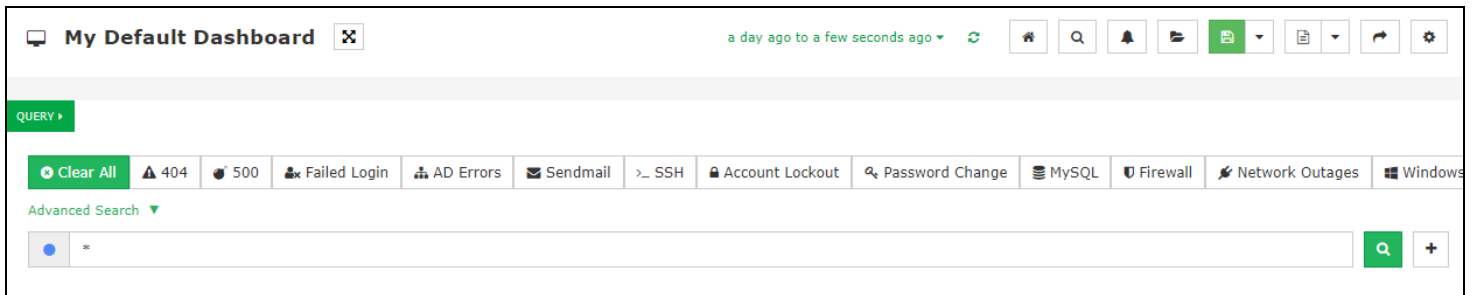 My Default Dashboard a day ago to a few seconds ago
QUERY
Clear All 404 500 Failed Login AD Errors Sendmail >_ SSH Account Lockout Password Change MySQL Firewall Network Outages Windows
Advanced Search ▼
*